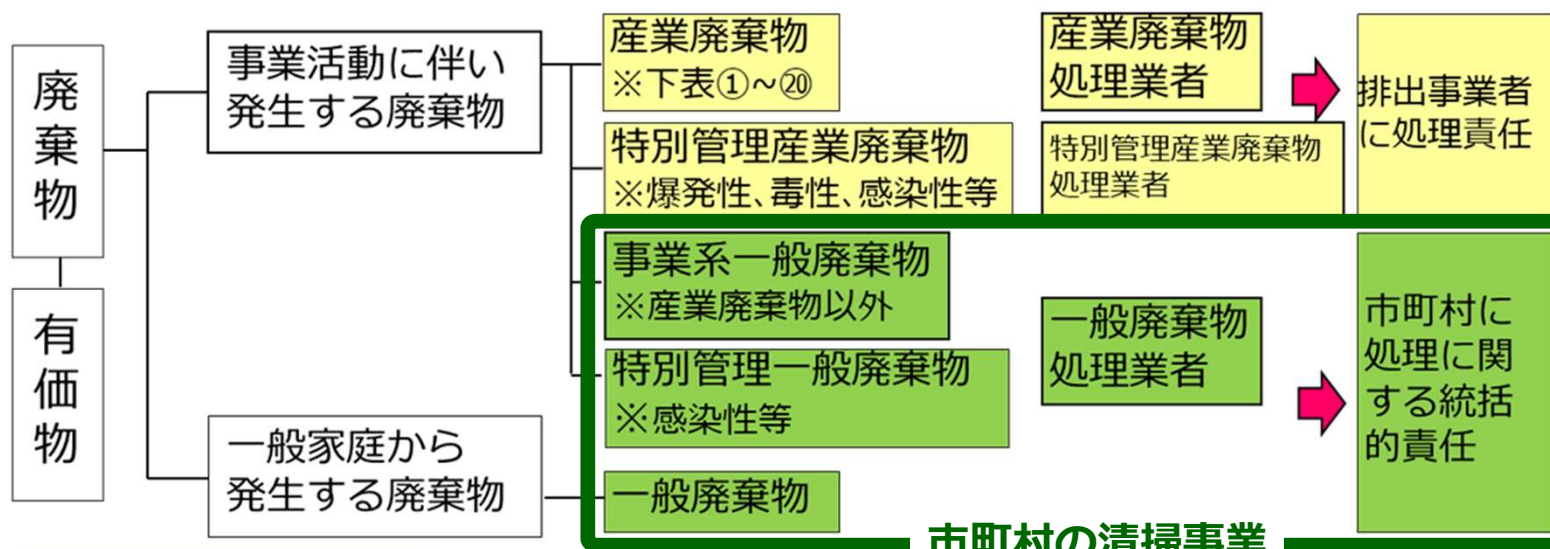 廃棄物
有価物
事業活動に伴い
発生する廃棄物
一般家庭から
発生する廃棄物
産業廃棄物
※下表①~⑳
特別管理産業廃棄物
※爆発性、毒性、感染性等
事業系一般廃棄物
※産業廃棄物以外
特別管理一般廃棄物
※感染性等
一般廃棄物
産業廃棄物
処理業者
特別管理産業廃棄物
処理業者
一般廃棄物
処理業者
排出事業者
に処理責任
市町村に
処理に関
する統括
的責任
市町村の清掃事業